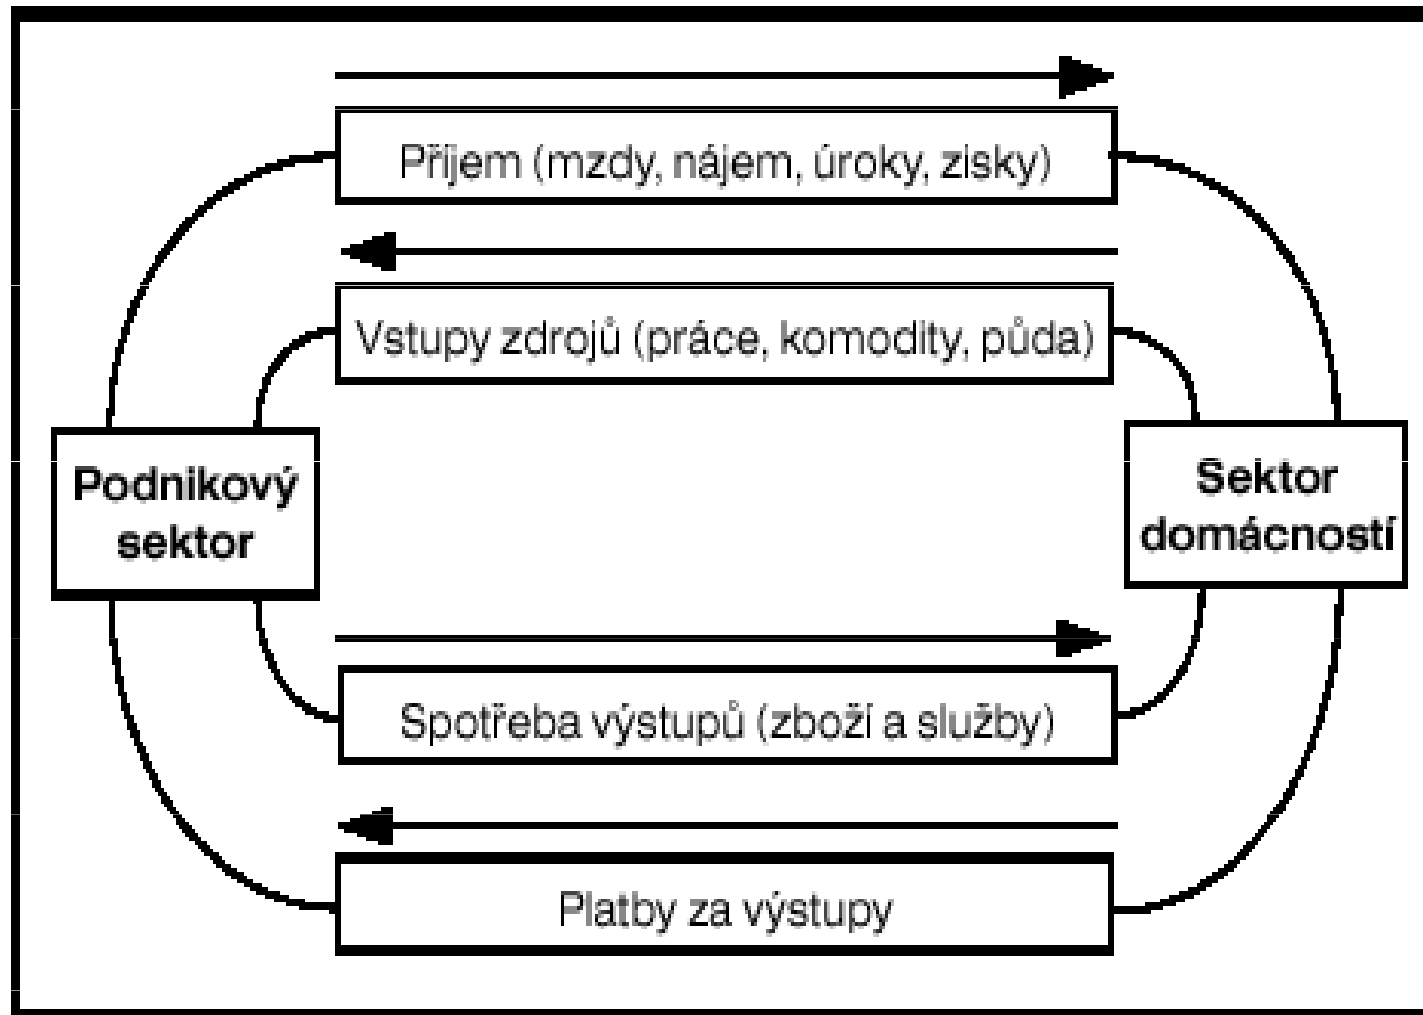 Příjem (mzdy, nájem, úroky, zisky)
Vstupy zdrojů (práce, komodity, půda)
Podnikový
sektor
Sektor
domácností
Spotřeba výstupů (zboží a služby)
Platby za výstupy